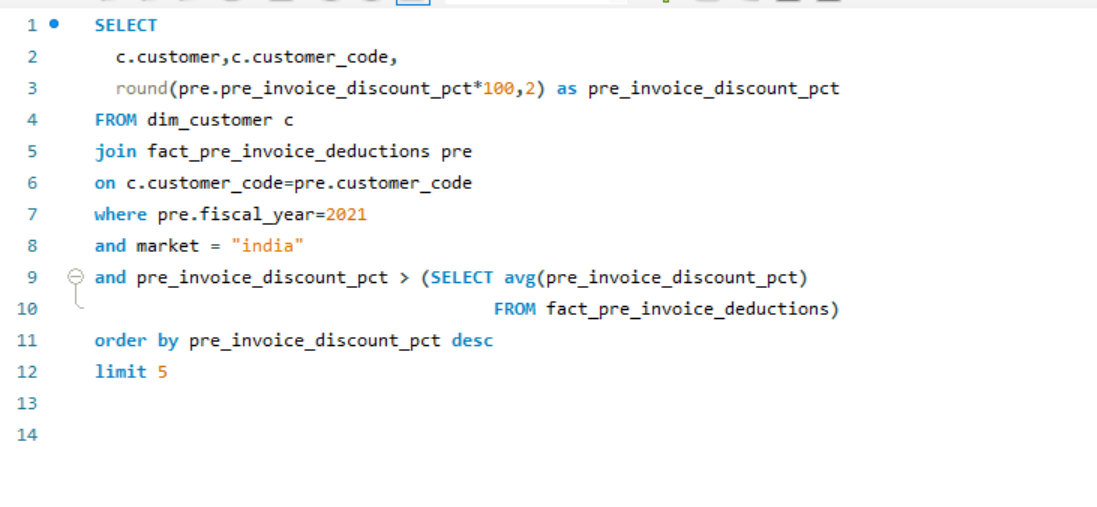 1 SELECT
2 c.customer,c.customer_code,
3 round(pre.pre_invoice_discount_pct*100,2) as pre_invoice_discount_pct
4 FROM dim_customer c
5 join fact_pre_invoice_deductions pre
6 on c.customer_code=pre.customer_code
7 where pre.fiscal_year=2021
8 and market = "india"
9 and pre_invoice_discount_pct > (SELECT avg(pre_invoice_discount_pct)
10 FROM fact_pre_invoice_deductions)
11 order by pre_invoice_discount_pct desc
12 limit 5
13
14